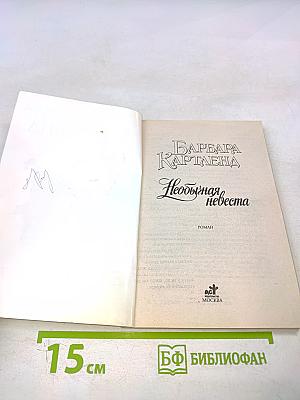 БАРБАРА
КАРТЛЕНД
Необычная
невеста
РОМАН
АСТ
МОСКВА
15 см
БФ БИБЛИОФАН